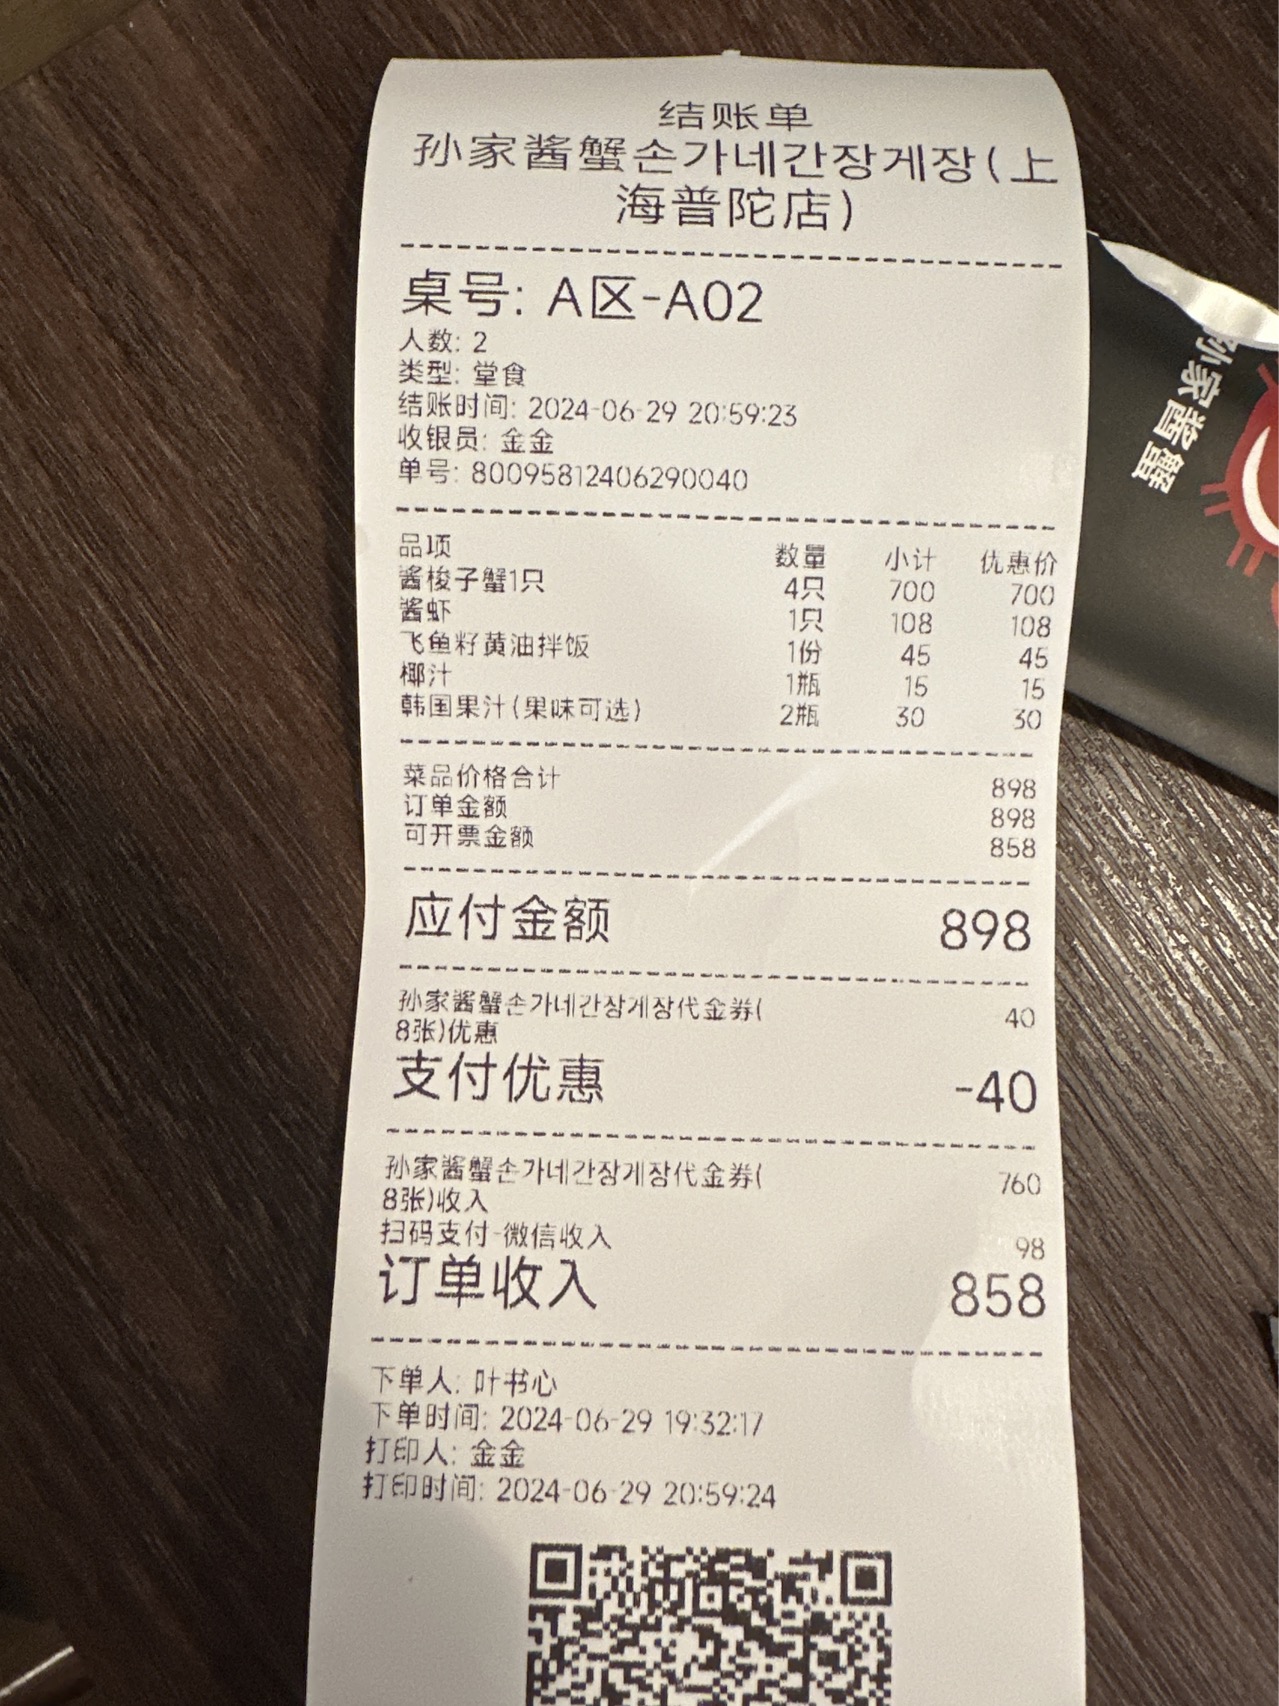 结账单
孙家酱蟹손가네간장게장(上
海普陀店)
桌号: A区-A02
人数: 2
类型: 堂食
结账时间: 2024-06-29 20:59:23
收银员: 金金
单号: 80095812406290040
品项 数量 小计 优惠价
酱梭子蟹1只 4只 700 700
酱虾 1只 108 108
飞鱼籽黄油拌饭 1份 45 45
椰汁 1瓶 15 15
韩国果汁(果味可选) 2瓶 30 30
菜品价格合计 898
订单金额 898
可开票金额 858
应付金额 898
孙家酱蟹손가네간장게장代金券( 40
8张)优惠
支付优惠 -40
孙家酱蟹손가네간장게장代金券( 760
8张)收入
扫码支付-微信收入 98
订单收入 858
下单人: 叶书心
下单时间: 2024-06-29 19:32:17
打印人: 金金
打印时间: 2024-06-29 20:59:24
孙家酱蟹